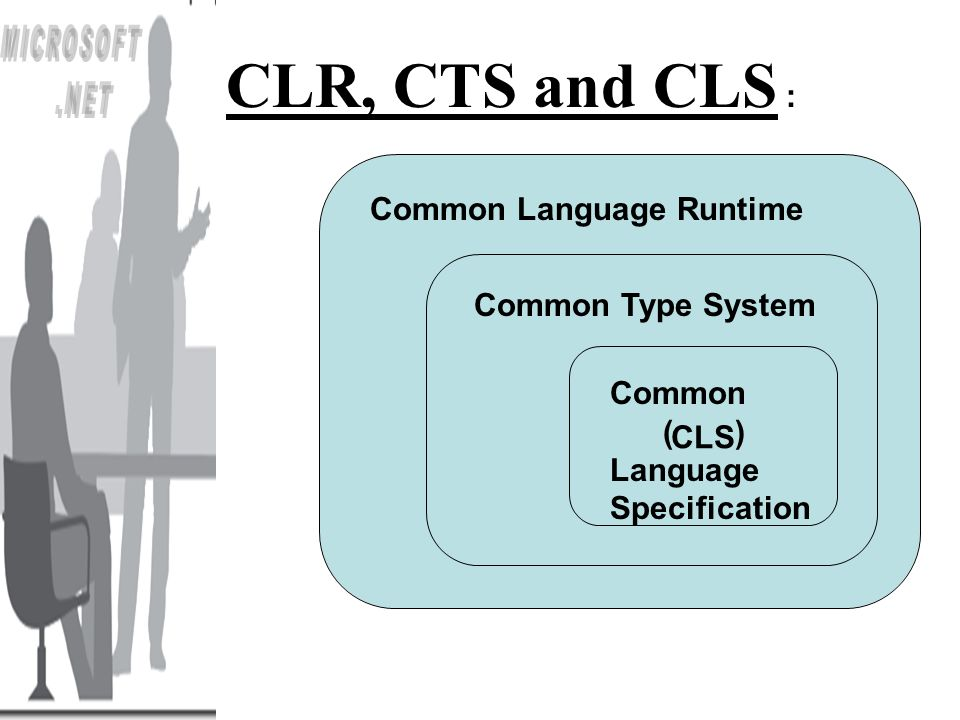 MICROSOFT
.NET
CLR, CTS and CLS :
Common Language Runtime
Common Type System
Common
(CLS)
Language
Specification